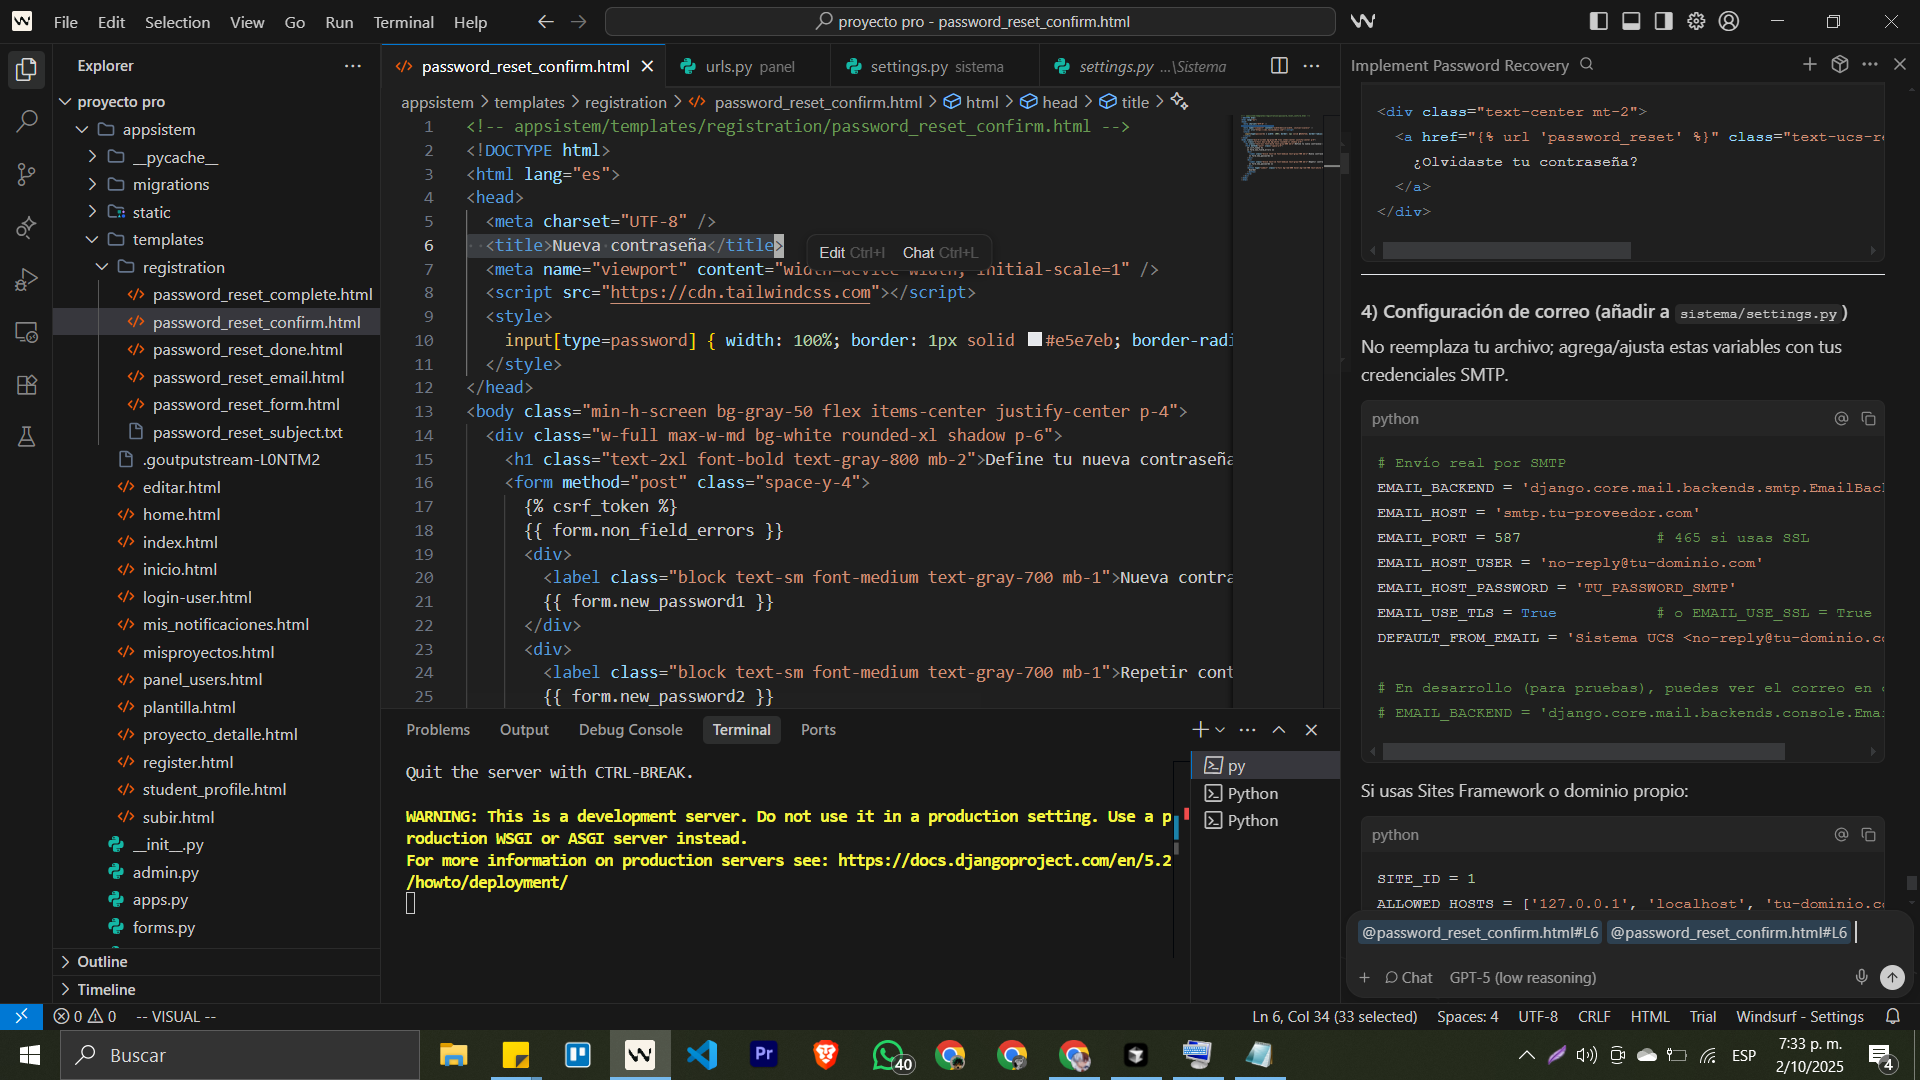 File Edit Selection View Go Run Terminal Help
proyecto pro - password_reset_confirm.html
Explorer
proyecto pro
appsistem
__pycache__
migrations
static
templates
registration
password_reset_complete.html
password_reset_confirm.html
password_reset_done.html
password_reset_email.html
password_reset_form.html
password_reset_subject.txt
.goutputstream-L0NTM2
editar.html
home.html
index.html
inicio.html
login-user.html
mis_notificaciones.html
misproyectos.html
panel_users.html
plantilla.html
proyecto_detalle.html
register.html
student_profile.html
subir.html
__init__.py
admin.py
apps.py
forms.py
Outline
Timeline
password_reset_confirm.html urls.py panel settings.py sistema settings.py ...\Sistema
appsistem > templates > registration > password_reset_confirm.html > html > head > title >
1 <!-- appsistem/templates/registration/password_reset_confirm.html -->
2 <!DOCTYPE html>
3 <html lang="es">
4 <head>
5 <meta charset="UTF-8" />
6 <title>Nueva contraseña</title>
Edit Ctrl+I Chat Ctrl+L
7 <meta name="viewport" content="width=device-width, initial-scale=1" />
8 <script src="https://cdn.tailwindcss.com"></script>
9 <style>
10 input[type=password] { width: 100%; border: 1px solid #e5e7eb; border-radi
11 </style>
12 </head>
13 <body class="min-h-screen bg-gray-50 flex items-center justify-center p-4">
14 <div class="w-full max-w-md bg-white rounded-xl shadow p-6">
15 <h1 class="text-2xl font-bold text-gray-800 mb-2">Define tu nueva contraseña
16 <form method="post" class="space-y-4">
17 {% csrf_token %}
18 {{ form.non_field_errors }}
19 <div>
20 <label class="block text-sm font-medium text-gray-700 mb-1">Nueva contra
21 {{ form.new_password1 }}
22 </div>
23 <div>
24 <label class="block text-sm font-medium text-gray-700 mb-1">Repetir cont
25 {{ form.new_password2 }}
Problems Output Debug Console Terminal Ports
Quit the server with CTRL-BREAK.
WARNING: This is a development server. Do not use it in a production setting. Use a p
roduction WSGI or ASGI server instead.
For more information on production servers see: https://docs.djangoproject.com/en/5.2
/howto/deployment/
py
Python
Python
Implement Password Recovery
<div class="text-center mt-2">
<a href="{% url 'password_reset' %}" class="text-ucs-re
¿Olvidaste tu contraseña?
</a>
</div>
4) Configuración de correo (añadir a sistema/settings.py)
No reemplaza tu archivo; agrega/ajusta estas variables con tus
credenciales SMTP.
python
# Envío real por SMTP
EMAIL_BACKEND = 'django.core.mail.backends.smtp.EmailBac
EMAIL_HOST = 'smtp.tu-proveedor.com'
EMAIL_PORT = 587 # 465 si usas SSL
EMAIL_HOST_USER = 'no-reply@tu-dominio.com'
EMAIL_HOST_PASSWORD = 'TU_PASSWORD_SMTP'
EMAIL_USE_TLS = True # o EMAIL_USE_SSL = True
DEFAULT_FROM_EMAIL = 'Sistema UCS <no-reply@tu-dominio.co
# En desarrollo (para pruebas), puedes ver el correo en c
# EMAIL_BACKEND = 'django.core.mail.backends.console.Emai
Si usas Sites Framework o dominio propio:
python
SITE_ID = 1
ALLOWED_HOSTS = ['127.0.0.1', 'localhost', 'tu-dominio.co
@password_reset_confirm.html#L6 @password_reset_confirm.html#L6
Chat GPT-5 (low reasoning)
0 0 -- VISUAL --
Ln 6, Col 34 (33 selected) Spaces: 4 UTF-8 CRLF HTML Trial Windsurf - Settings
Buscar
Pr
40
ESP
7:33 p. m.
2/10/2025
4